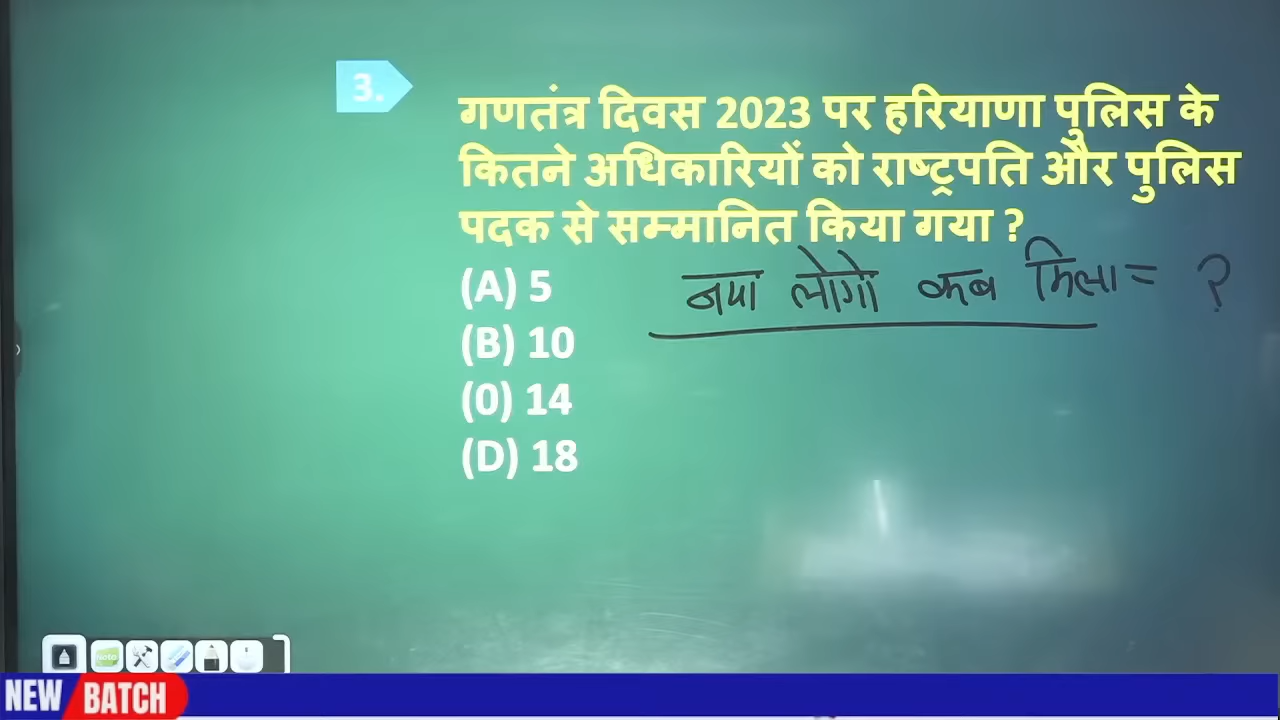 3.
गणतंत्र दिवस 2023 पर हरियाणा पुलिस के
कितने अधिकारियों को राष्ट्रपति और पुलिस
पदक से सम्मानित किया गया ?
(A) 5
नया लोगो कब मिला = ?
(B) 10
(0) 14
(D) 18
NEW BATCH